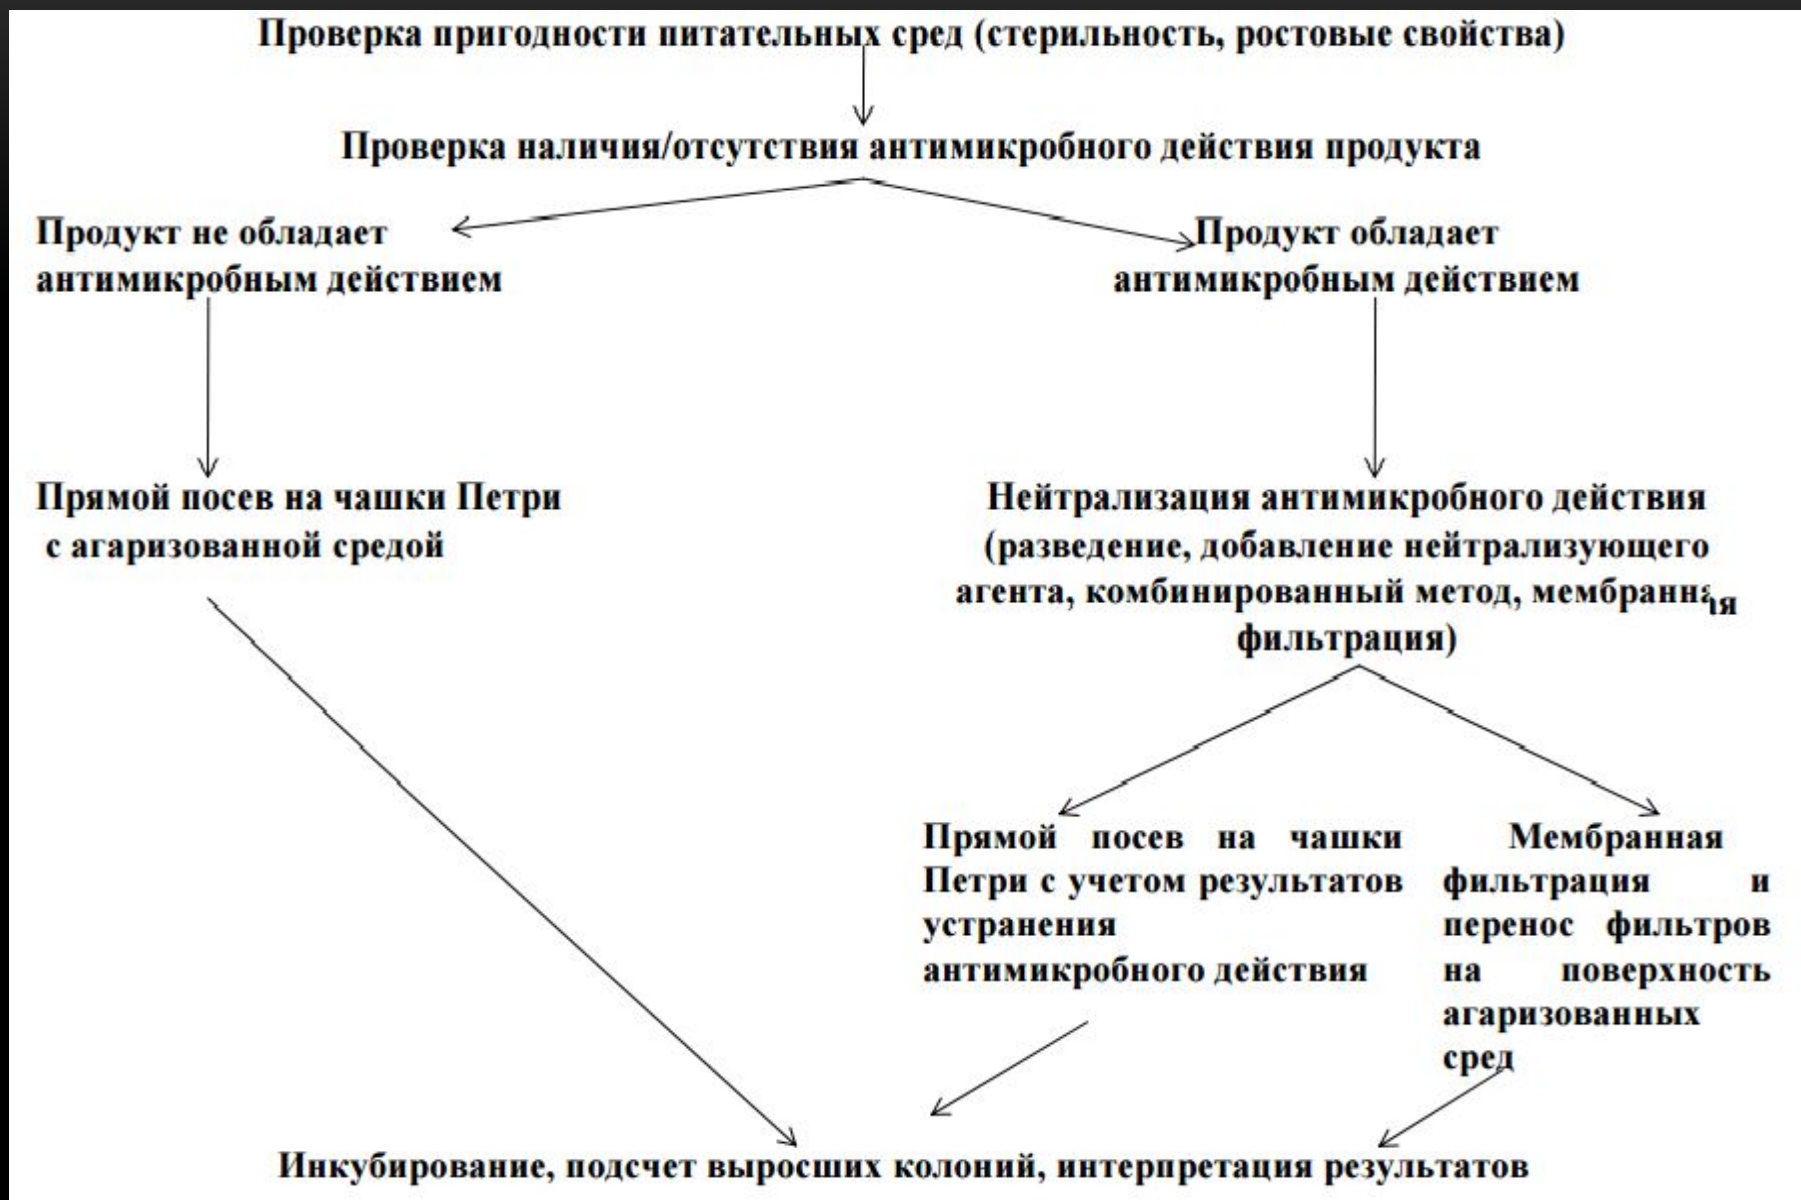 Проверка пригодности питательных сред (стерильность, ростовые свойства)
Проверка наличия/отсутствия антимикробного действия продукта
Продукт не обладает
антимикробным действием
Продукт обладает
антимикробным действием
Прямой посев на чашки Петри
с агаризованной средой
Нейтрализация антимикробного действия
(разведение, добавление нейтрализующего
агента, комбинированный метод, мембранная
фильтрация)
Прямой посев на чашки
Петри с учетом результатов
устранения
антимикробного действия
Мембранная
фильтрация и
перенос фильтров
на поверхность
агаризованных
сред
Инкубирование, подсчет выросших колоний, интерпретация результатов